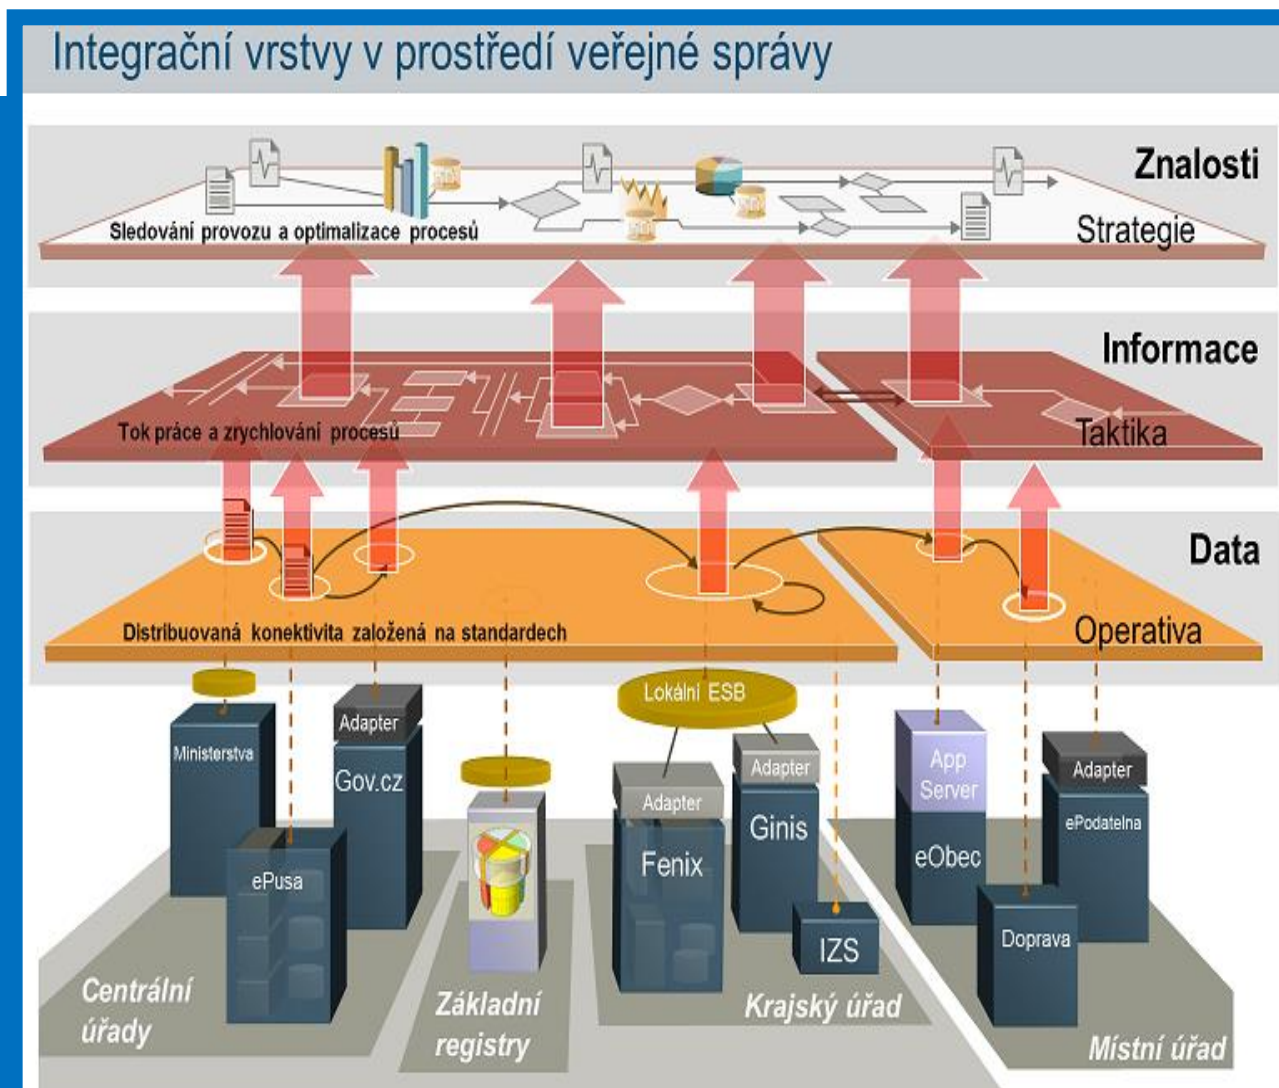 Integrační vrstvy v prostředí veřejné správy
Znalosti
Strategie
Sledování provozu a optimalizace procesů
Informace
Taktika
Tok práce a zrychlování procesů
Data
Operativa
Distribuovaná konektivita založená na standardech
Ministerstva
Adapter
Gov.cz
ePusa
Lokální ESB
Adapter
Fenix
Adapter
Ginis
IZS
App
Server
eObec
Adapter
ePodatelna
Doprava
Centrální
úřady
Základní
registry
Krajský úřad
Místní úřad